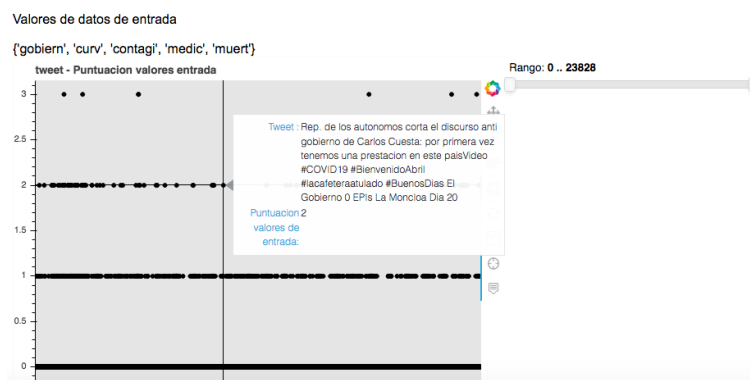 Valores de datos de entrada
{'gobiern', 'curv', 'contagi', 'medic', 'muert'}
tweet - Puntuacion valores entrada
Rango: 0 .. 23828
3
2.5
2
1.5
1
0.5
0
Tweet : Rep. de los autonomos corta el discurso anti
gobierno de Carlos Cuesta: por primera vez
tenemos una prestacion en este paisVideo
#COVID19 #BienvenidoAbril
#lacafeteraatulado #BuenosDias El
Gobierno 0 EPIs La Moncloa Dia 20
Puntuacion 2
valores de
entrada: